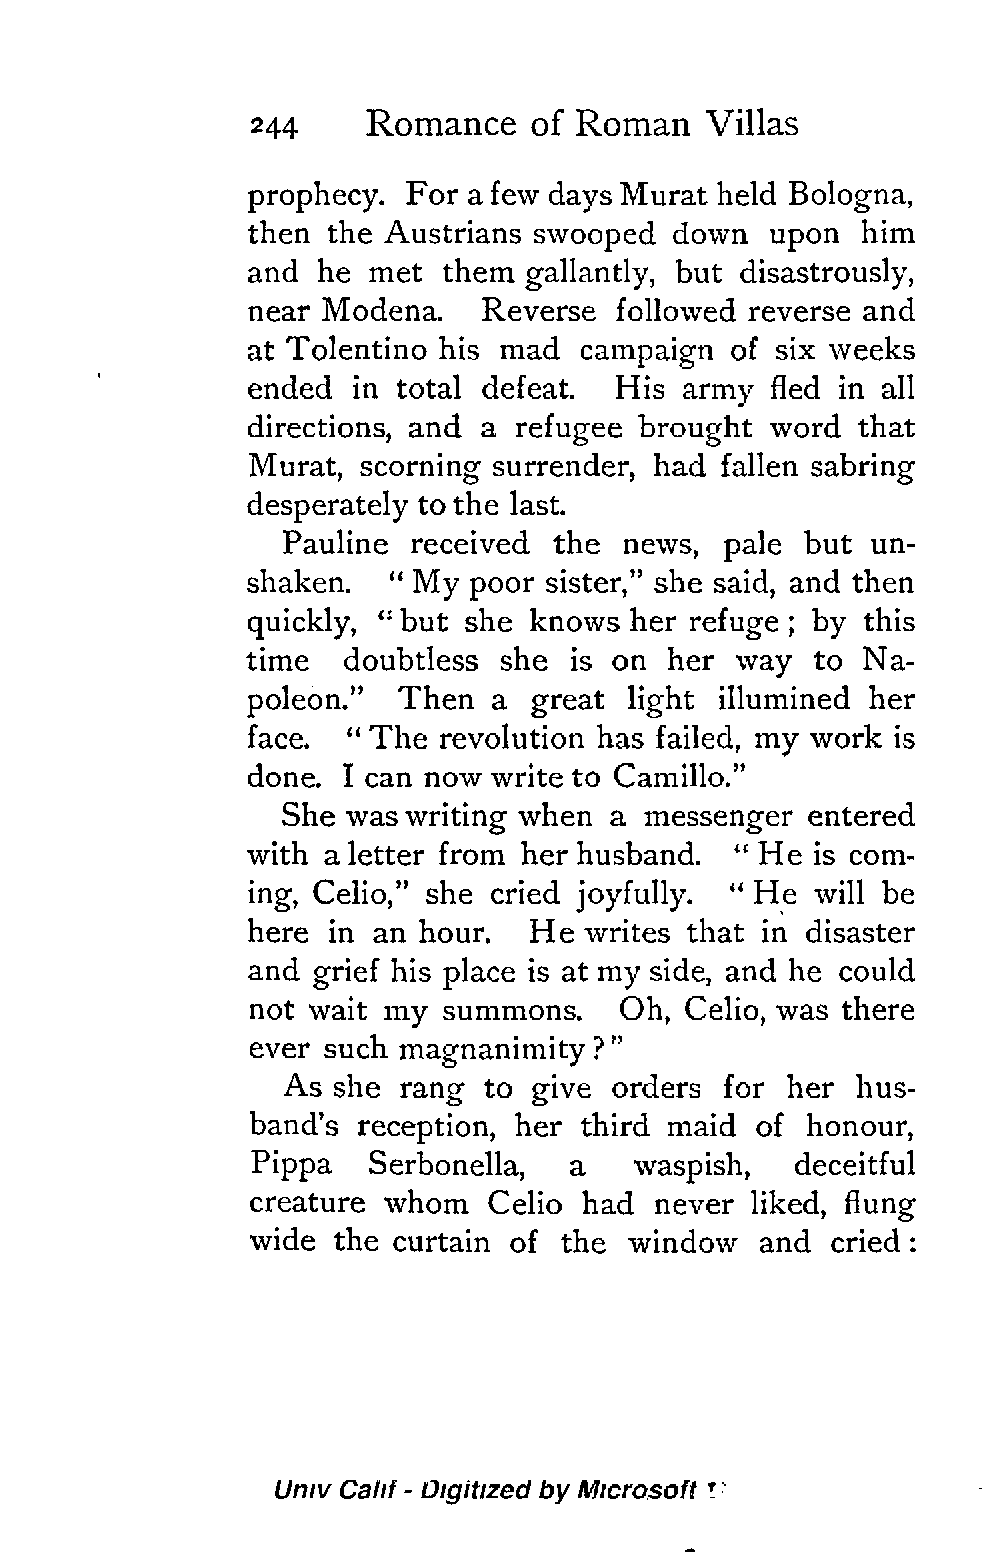 244 Romance of Roman Villas
prophecy. For a few days Murat held Bologna,
then the Austrians swooped down upon him
and he met them gallantly, but disastrously,
near Modena. Reverse followed reverse and
at Tolentino his mad campaign of six weeks
ended in total defeat. His army fled in all
directions, and a refugee brought word that
Murat, scorning surrender, had fallen sabring
desperately to the last.
Pauline received the news, pale but un-
shaken. "My poor sister," she said, and then
quickly, "but she knows her refuge; by this
time doubtless she is on her way to Na-
poleon." Then a great light illumined her
face. "The revolution has failed, my work is
done. I can now write to Camillo."
She was writing when a messenger entered
with a letter from her husband. "He is com-
ing, Celio," she cried joyfully. "He will be
here in an hour. He writes that in disaster
and grief his place is at my side, and he could
not wait my summons. Oh, Celio, was there
ever such magnanimity?"
As she rang to give orders for her hus-
band's reception, her third maid of honour,
Pippa Serbonella, a waspish, deceitful
creature whom Celio had never liked, flung
wide the curtain of the window and cried:
Univ Calif - Digitized by Microsoft